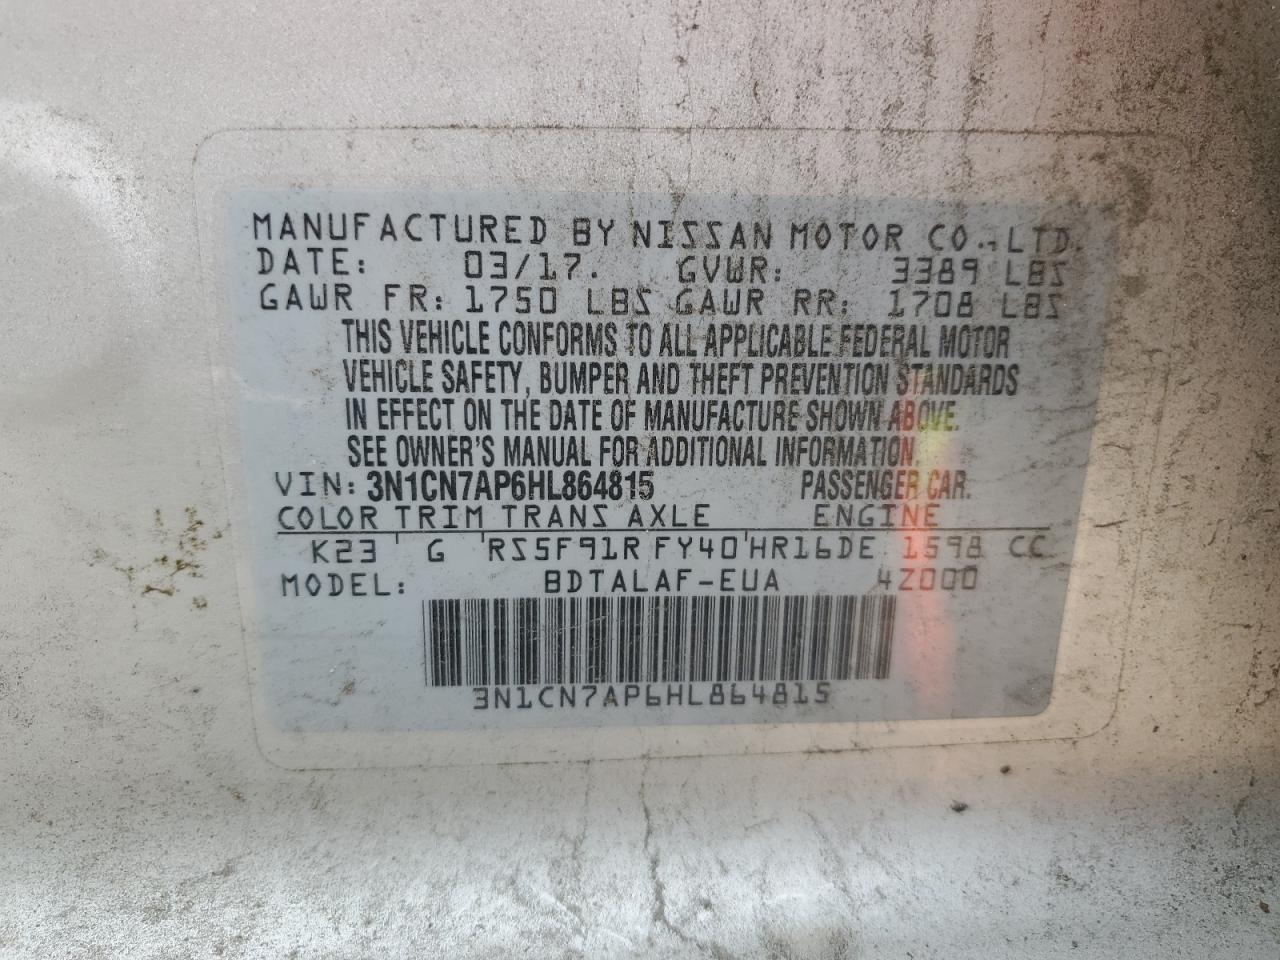 MANUFACTURED BY NISSAN MOTOR CO., LTD.
DATE: 03/17. GVWR: 3389 LBS
GAWR FR: 1750 LBS GAWR RR: 1708 LBS
THIS VEHICLE CONFORMS TO ALL APPLICABLE FEDERAL MOTOR
VEHICLE SAFETY, BUMPER AND THEFT PREVENTION STANDARDS
IN EFFECT ON THE DATE OF MANUFACTURE SHOWN ABOVE.
SEE OWNER'S MANUAL FOR ADDITIONAL INFORMATION.
VIN: 3N1CN7AP6HL864815 PASSENGER CAR.
COLOR TRIM TRANS AXLE ENGINE
K23 G RS5F91R FY40 HR16DE 1598 CC
MODEL: BDTALAF-EUA 4Z000
3N1CN7AP6HL864815